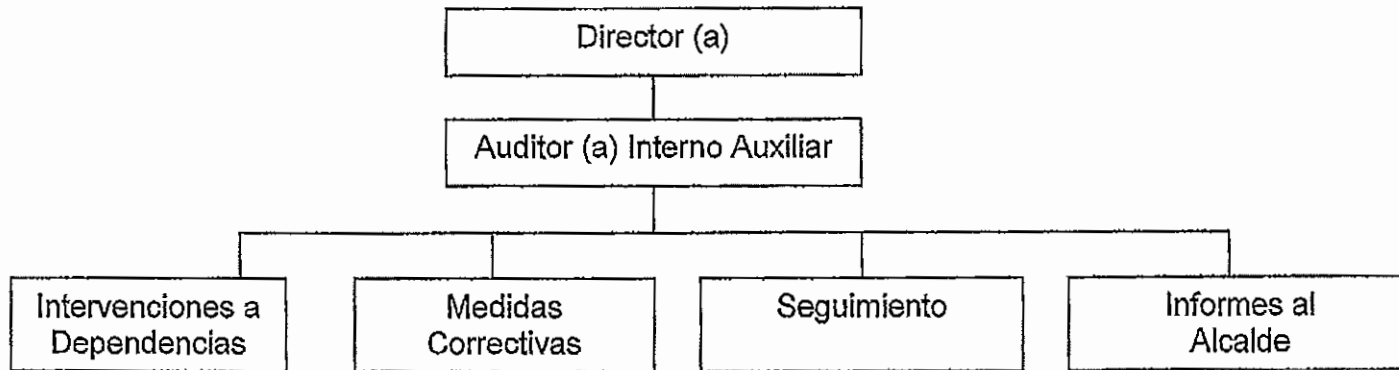 Director (a)
Auditor (a) Interno Auxiliar
Intervenciones a
Dependencias
Medidas
Correctivas
Seguimiento
Informes al
Alcalde